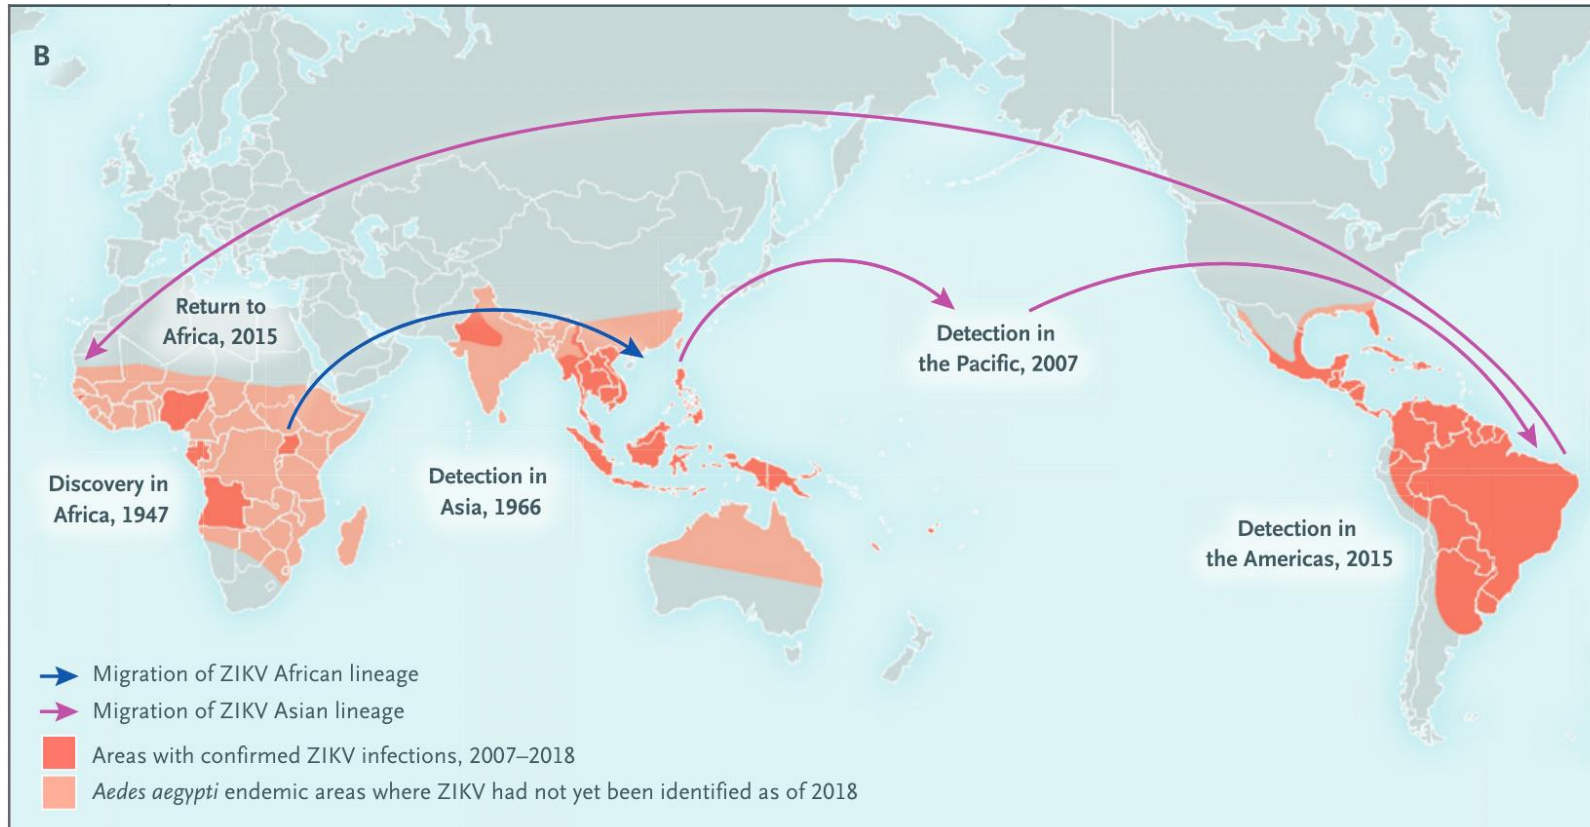 B
Return to
Africa, 2015
Detection in
the Pacific, 2007
Discovery in
Africa, 1947
Detection in
Asia, 1966
Detection in
the Americas, 2015
Migration of ZIKV African lineage
Migration of ZIKV Asian lineage
Areas with confirmed ZIKV infections, 2007–2018
Aedes aegypti endemic areas where ZIKV had not yet been identified as of 2018